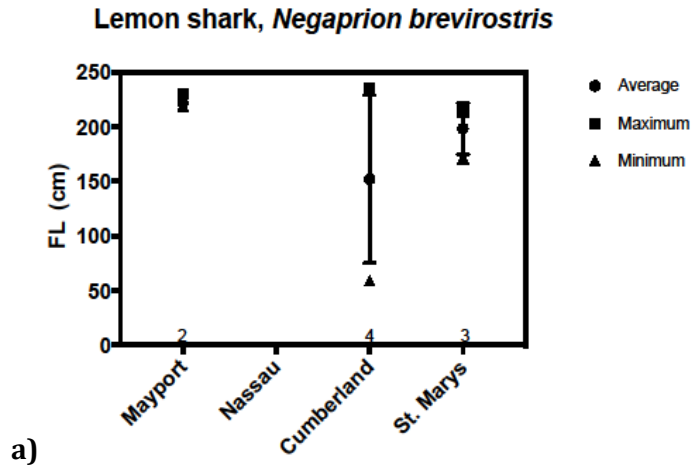 Lemon shark, Negaprion brevirostris
250
200
150
100
50
0
FL (cm)
2
4
3
Mayport
Nassau
Cumberland
St. Marys
Average
Maximum
Minimum
a)